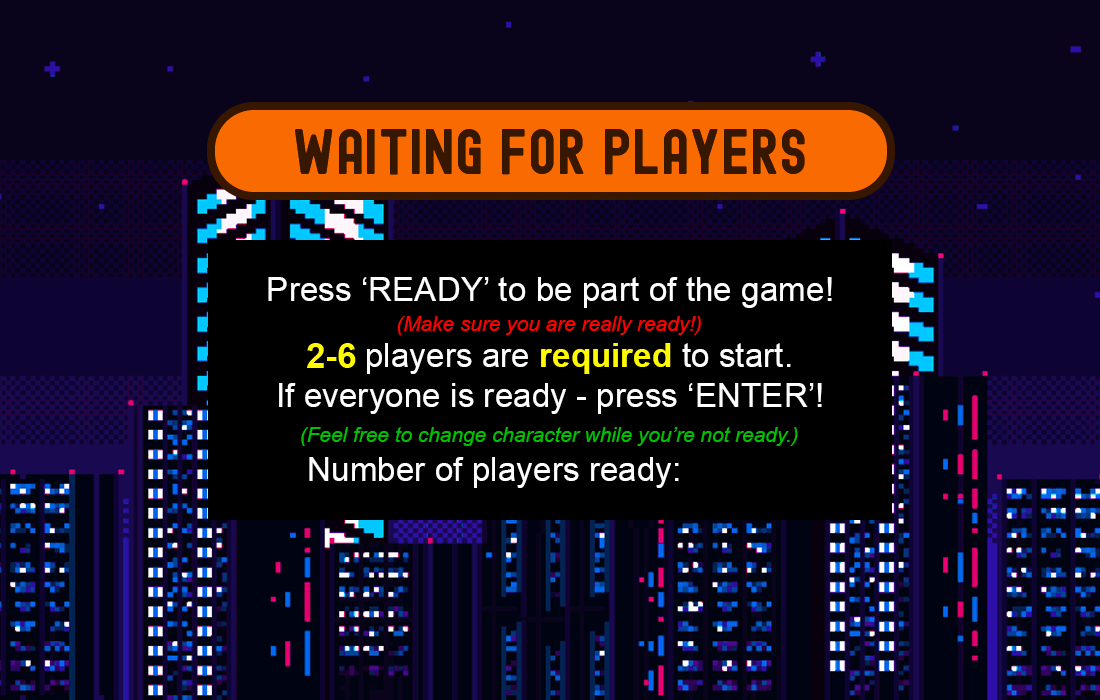 WAITING FOR PLAYERS
Press ‘READY’ to be part of the game!
(Make sure you are really ready!)
2-6 players are required to start.
If everyone is ready - press ‘ENTER’!
(Feel free to change character while you’re not ready.)
Number of players ready: